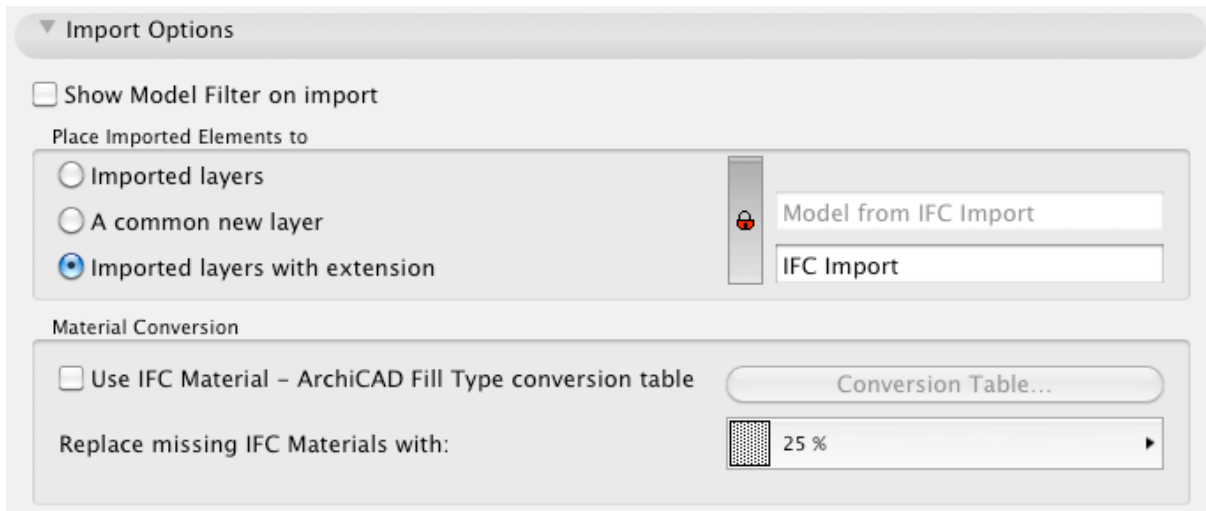 Import Options
Show Model Filter on import
Place Imported Elements to
Imported layers
A common new layer
Model from IFC Import
Imported layers with extension
IFC Import
Material Conversion
Use IFC Material – ArchiCAD Fill Type conversion table
Conversion Table...
Replace missing IFC Materials with:
25 %